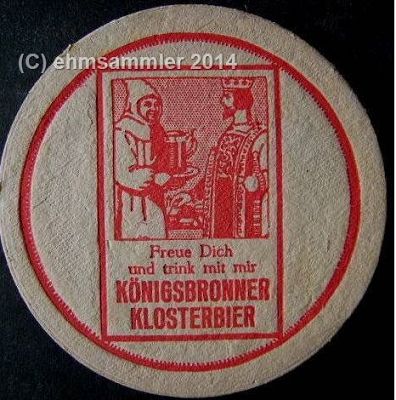 (C) ehmsammler 2014
Freue Dich
und trink mit mir
KÖNIGSBRONNER
KLOSTERBIER